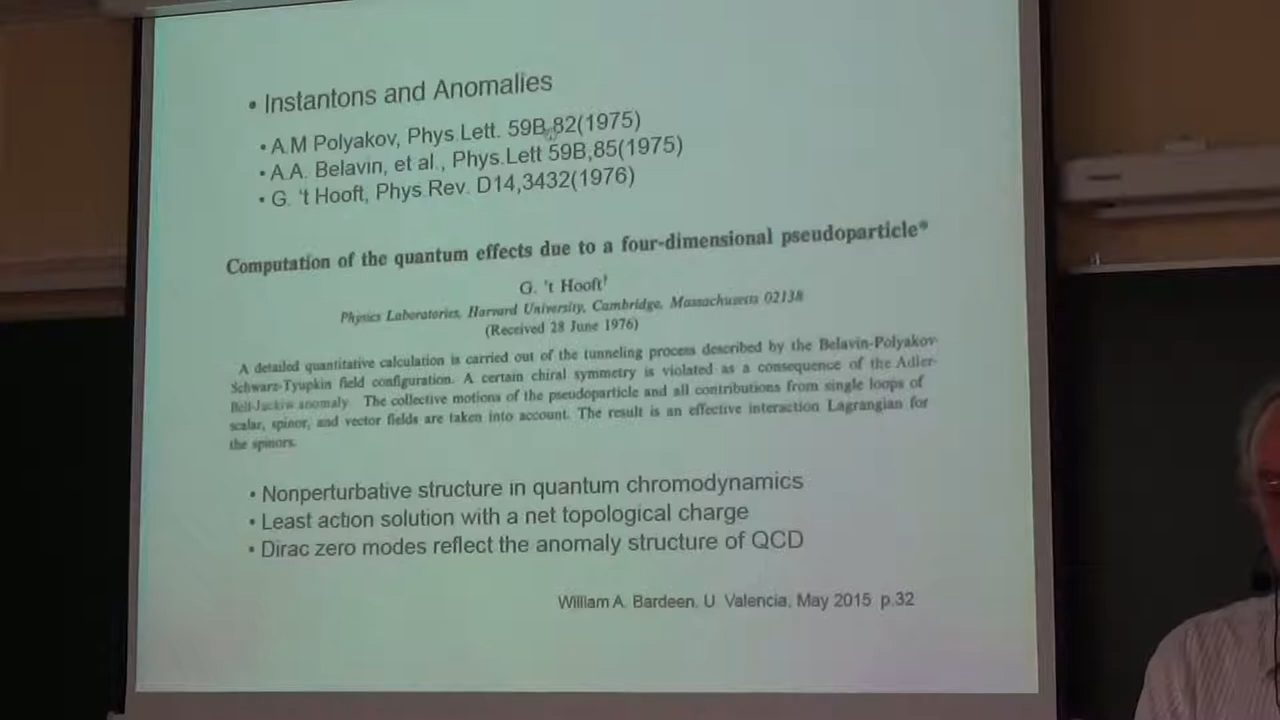 • Instantons and Anomalies
• A.M Polyakov, Phys.Lett. 59B,82(1975)
• A.A. Belavin, et al., Phys.Lett 59B,85(1975)
• G. 't Hooft, Phys.Rev. D14,3432(1976)
Computation of the quantum effects due to a four-dimensional pseudoparticle*
G. 't Hooft†
Physics Laboratories, Harvard University, Cambridge, Massachusetts 02138
(Received 28 June 1976)
A detailed quantitative calculation is carried out of the tunneling process described by the Belavin-Polyakov-
Schwarz-Tyupkin field configuration. A certain chiral symmetry is violated as a consequence of the Adler-
Bell-Jackiw anomaly. The collective motions of the pseudoparticle and all contributions from single loops of
scalar, spinor, and vector fields are taken into account. The result is an effective interaction Lagrangian for
the spinors.
• Nonperturbative structure in quantum chromodynamics
• Least action solution with a net topological charge
• Dirac zero modes reflect the anomaly structure of QCD
William A. Bardeen, U. Valencia, May 2015 p.32